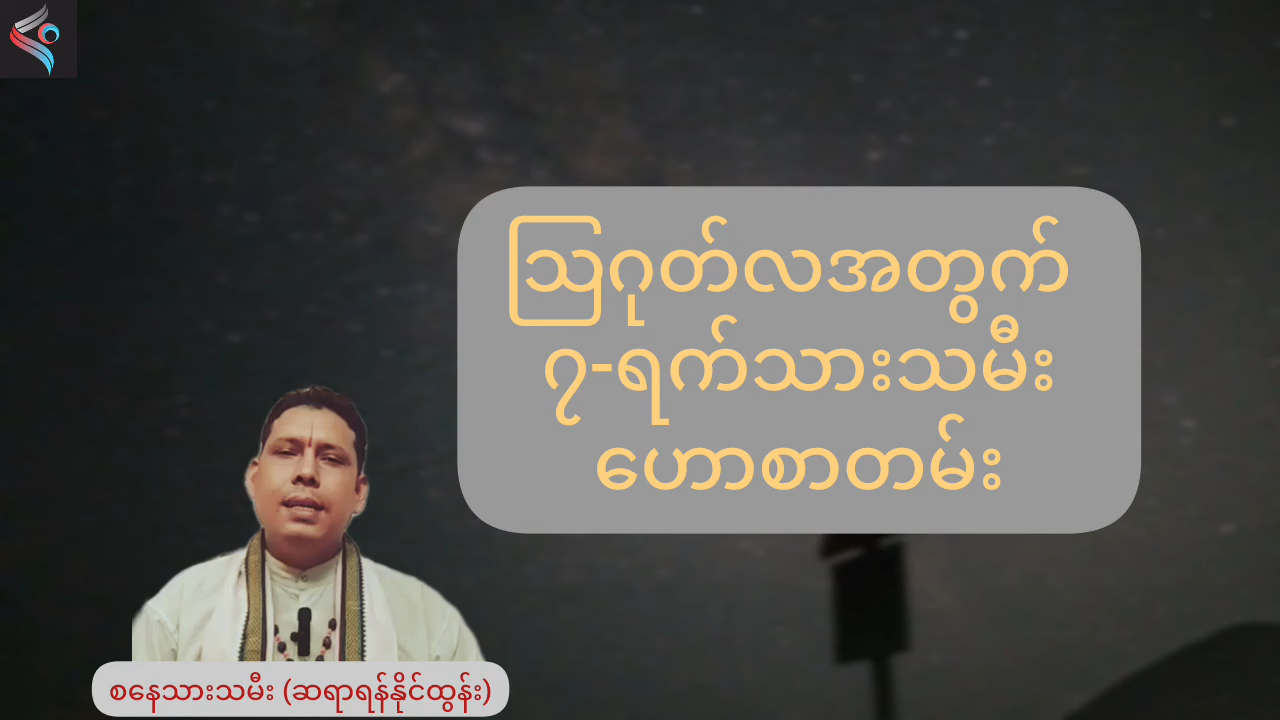 ဩဂုတ်လအတွက်
၇-ရက်သားသမီး
ဟောစာတမ်း
စနေသားသမီး (ဆရာရန်နိုင်ထွန်း)